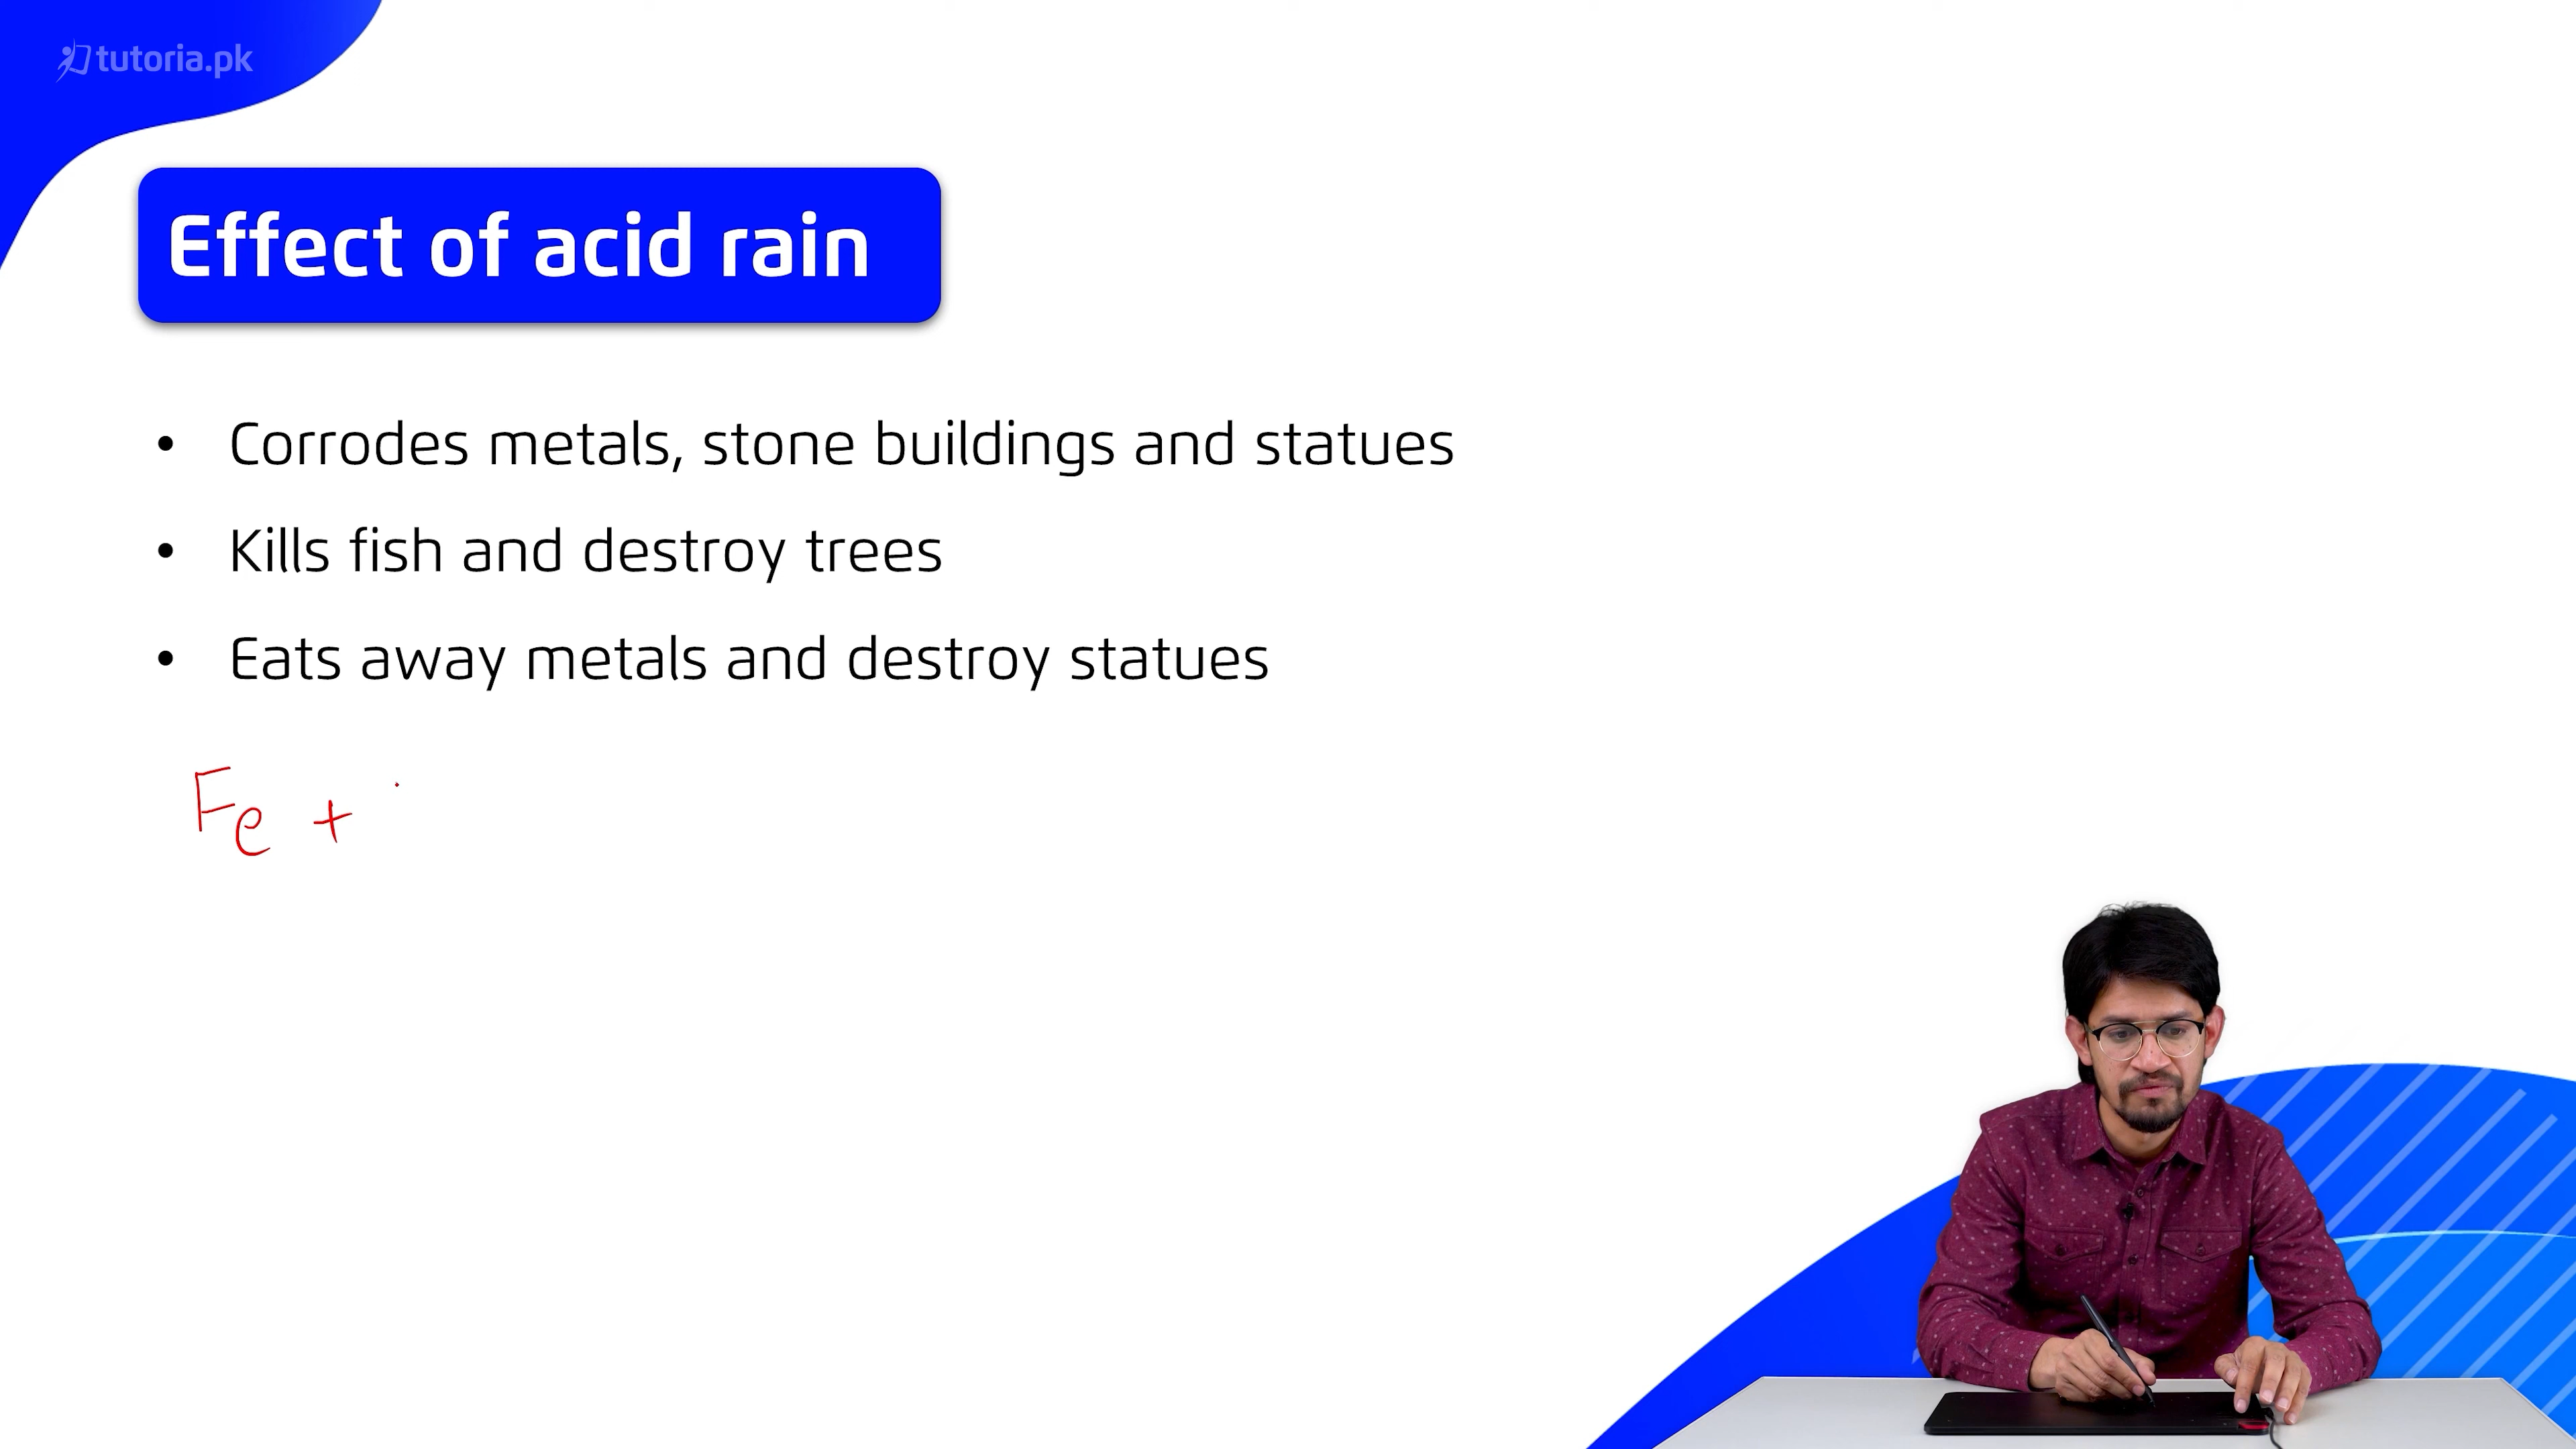 tutoria.pk
Effect of acid rain
• Corrodes metals, stone buildings and statues
• Kills fish and destroy trees
• Eats away metals and destroy statues
Fe +